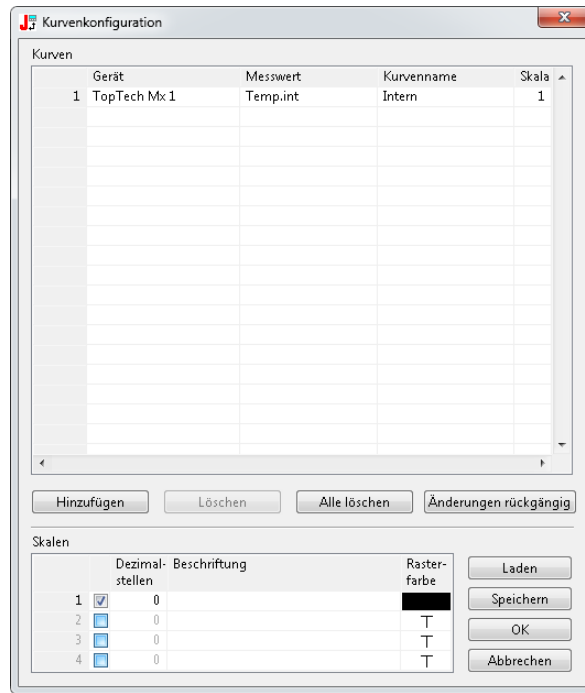 Kurvenkonfiguration
Kurven
Gerät Messwert Kurvenname Skala
1 TopTech Mx 1 Temp.int Intern 1
Hinzufügen Löschen Alle löschen Änderungen rückgängig
Skalen
Dezimal- Beschriftung Raster-
stellen farbe
1 0
2 0 T
3 0 T
4 0 T
Laden
Speichern
OK
Abbrechen